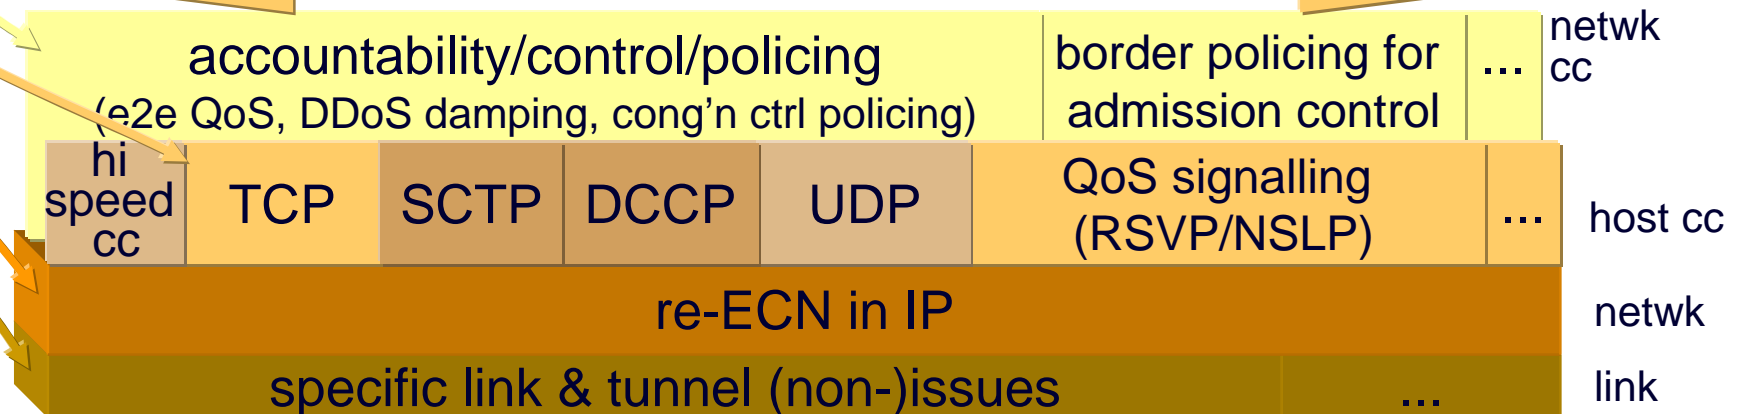 accountability/control/policing
(e2e QoS, DDoS damping, cong'n ctrl policing)
border policing for
admission control
...
netwk
cc
hi
speed
cc
TCP
SCTP
DCCP
UDP
QoS signalling
(RSVP/NSLP)
...
host cc
re-ECN in IP
netwk
specific link & tunnel (non-)issues
...
link